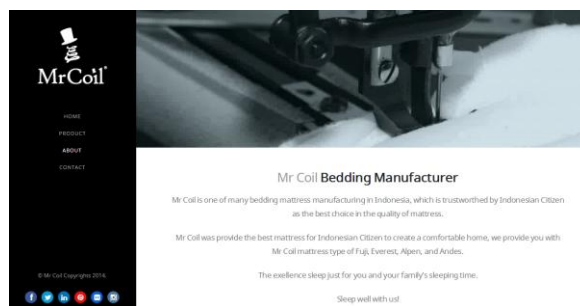 MrCoil
HOME
PRODUCT
ABOUT
CONTACT
© Mr Coil Copyrights 2014.
Mr Coil Bedding Manufacturer
Mr Coil is one of many bedding mattress manufacturing in Indonesia, which is trustworthed by Indonesian Citizen
as the best choice in the quality of mattress.
Mr Coil was provide the best mattress for Indonesian Citizen to create a comfortable home, we provide you with
Mr Coil mattress type of Fuji, Everest, Alpen, and Andes.
The exellence sleep just for you and your family's sleeping time.
Sleep well with us!